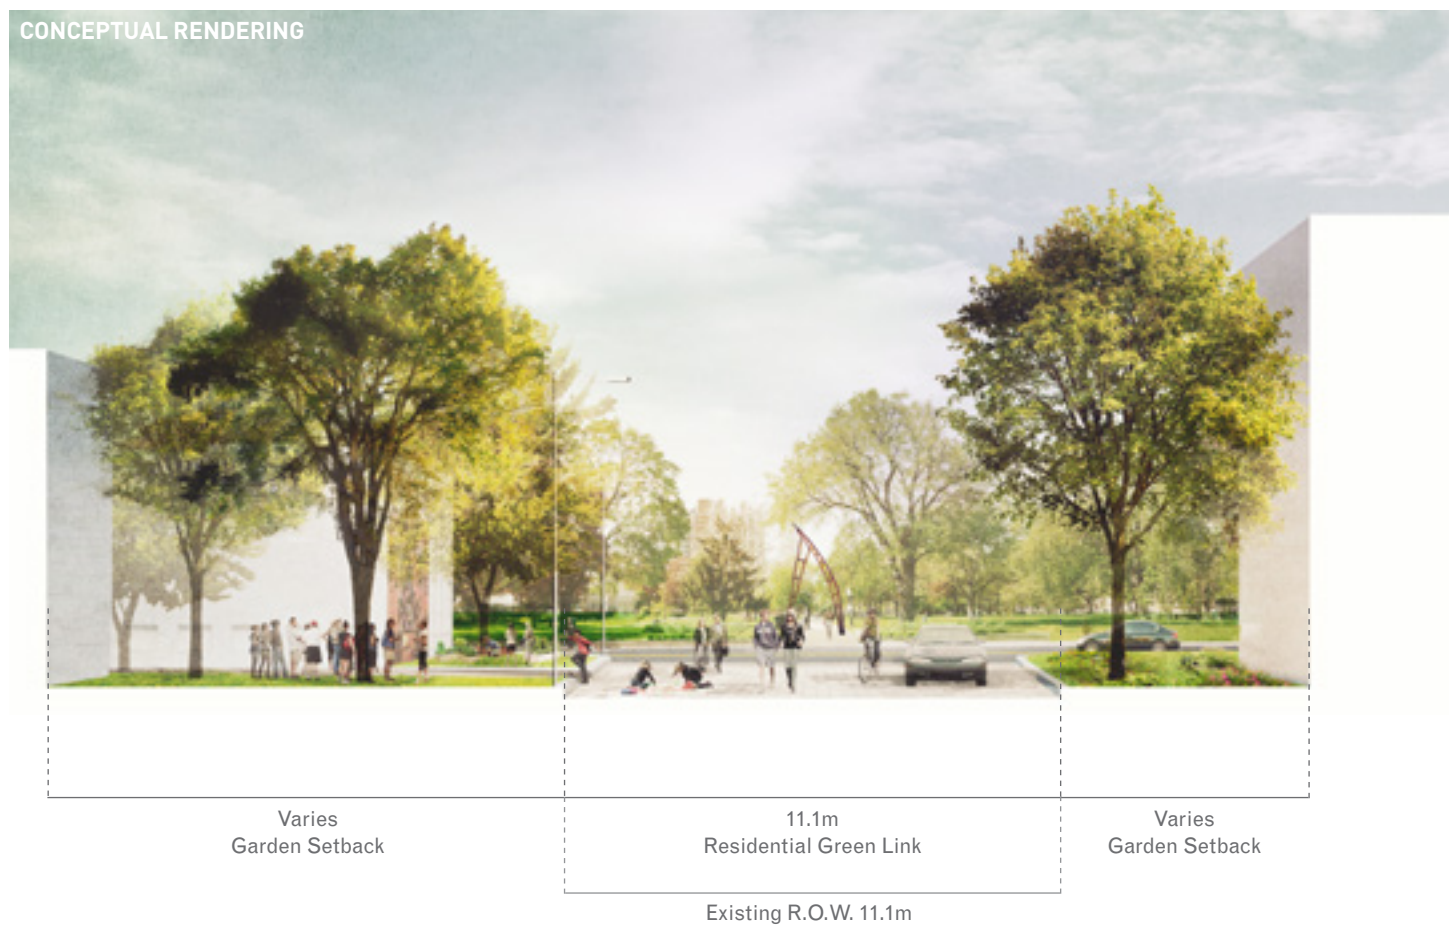 CONCEPTUAL RENDERING
Varies
Garden Setback
11.1m
Residential Green Link
Varies
Garden Setback
Existing R.O.W. 11.1m